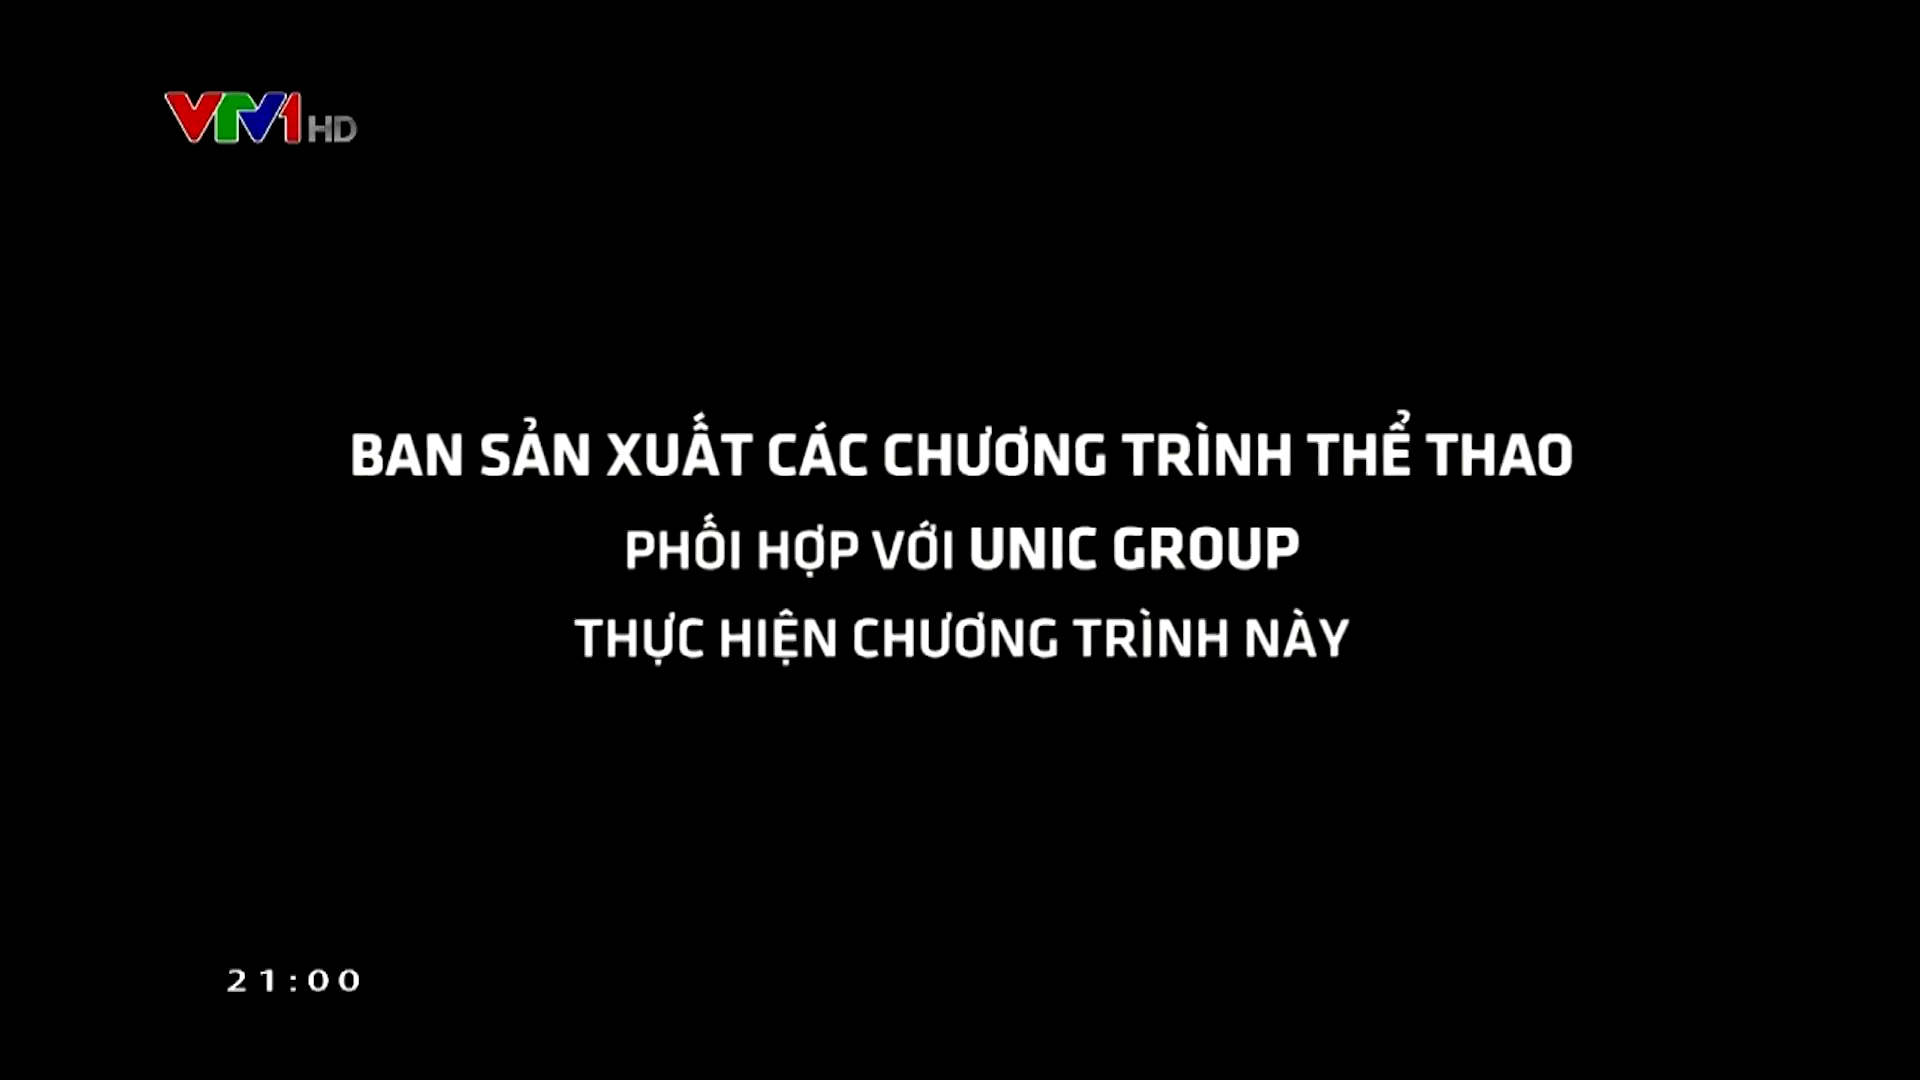 VTV1 HD
BAN SẢN XUẤT CÁC CHƯƠNG TRÌNH THỂ THAO
PHỐI HỢP VỚI UNIC GROUP
THỰC HIỆN CHƯƠNG TRÌNH NÀY
21:00